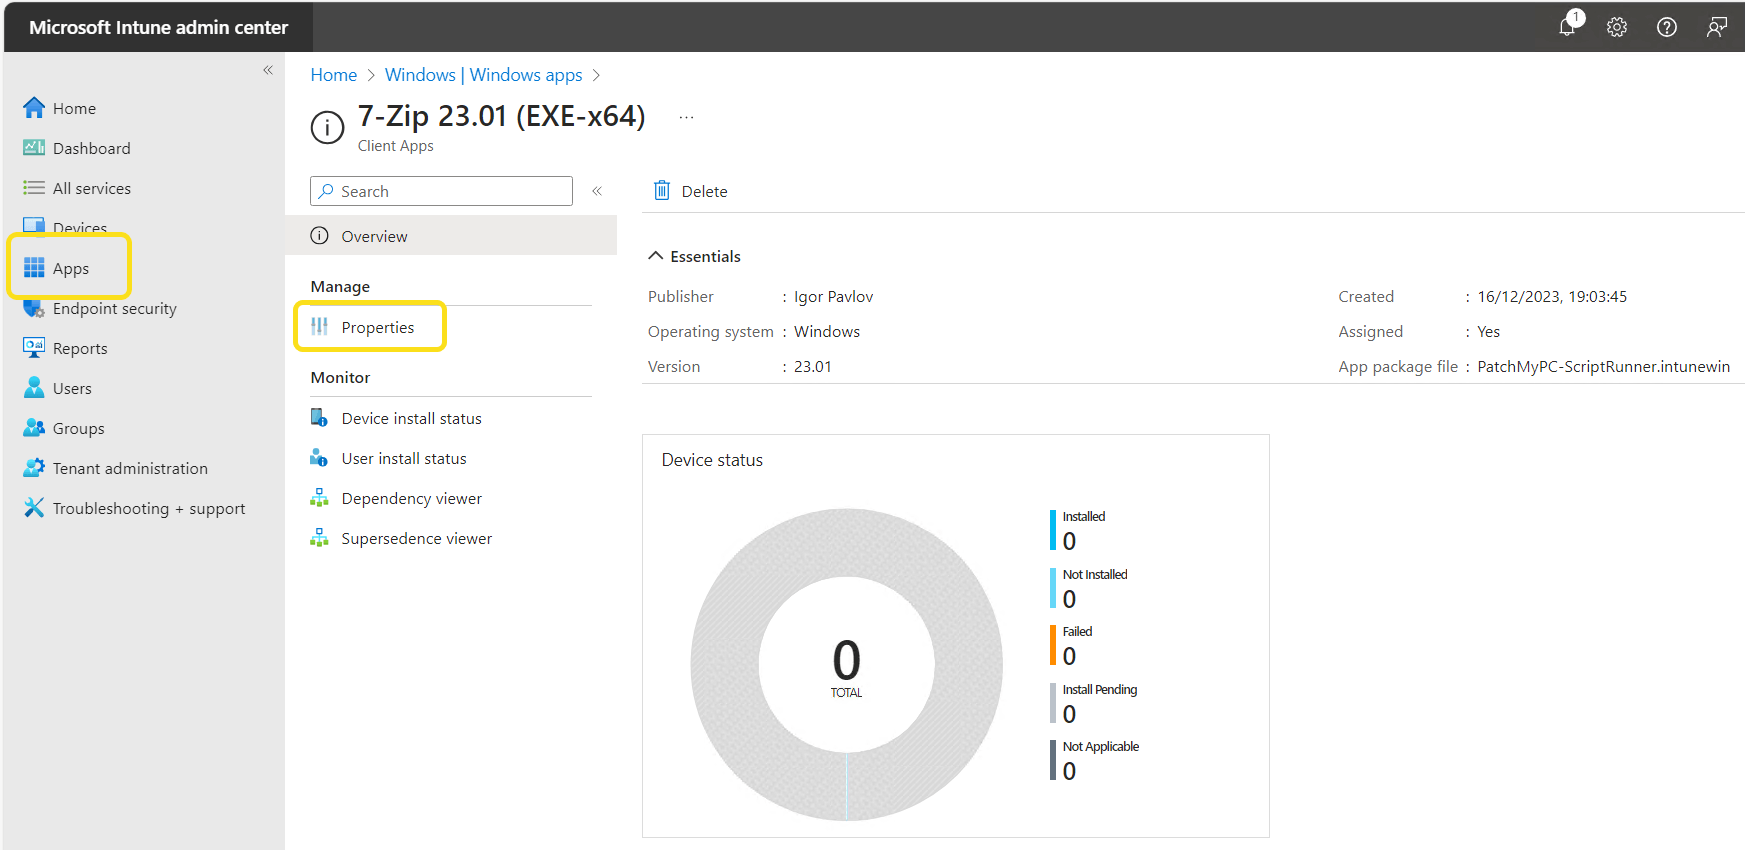 Microsoft Intune admin center
1
«
Home
Dashboard
All services
Devices
Apps
Endpoint security
Reports
Users
Groups
Tenant administration
Troubleshooting + support
Home > Windows | Windows apps >
7-Zip 23.01 (EXE-x64) ...
Client Apps
Search «
Overview
Manage
Properties
Monitor
Device install status
User install status
Dependency viewer
Supersedence viewer
Delete
Essentials
Publisher : Igor Pavlov
Operating system : Windows
Version : 23.01
Created : 16/12/2023, 19:03:45
Assigned : Yes
App package file : PatchMyPC-ScriptRunner.intunewin
Device status
0
TOTAL
Installed
0
Not Installed
0
Failed
0
Install Pending
0
Not Applicable
0